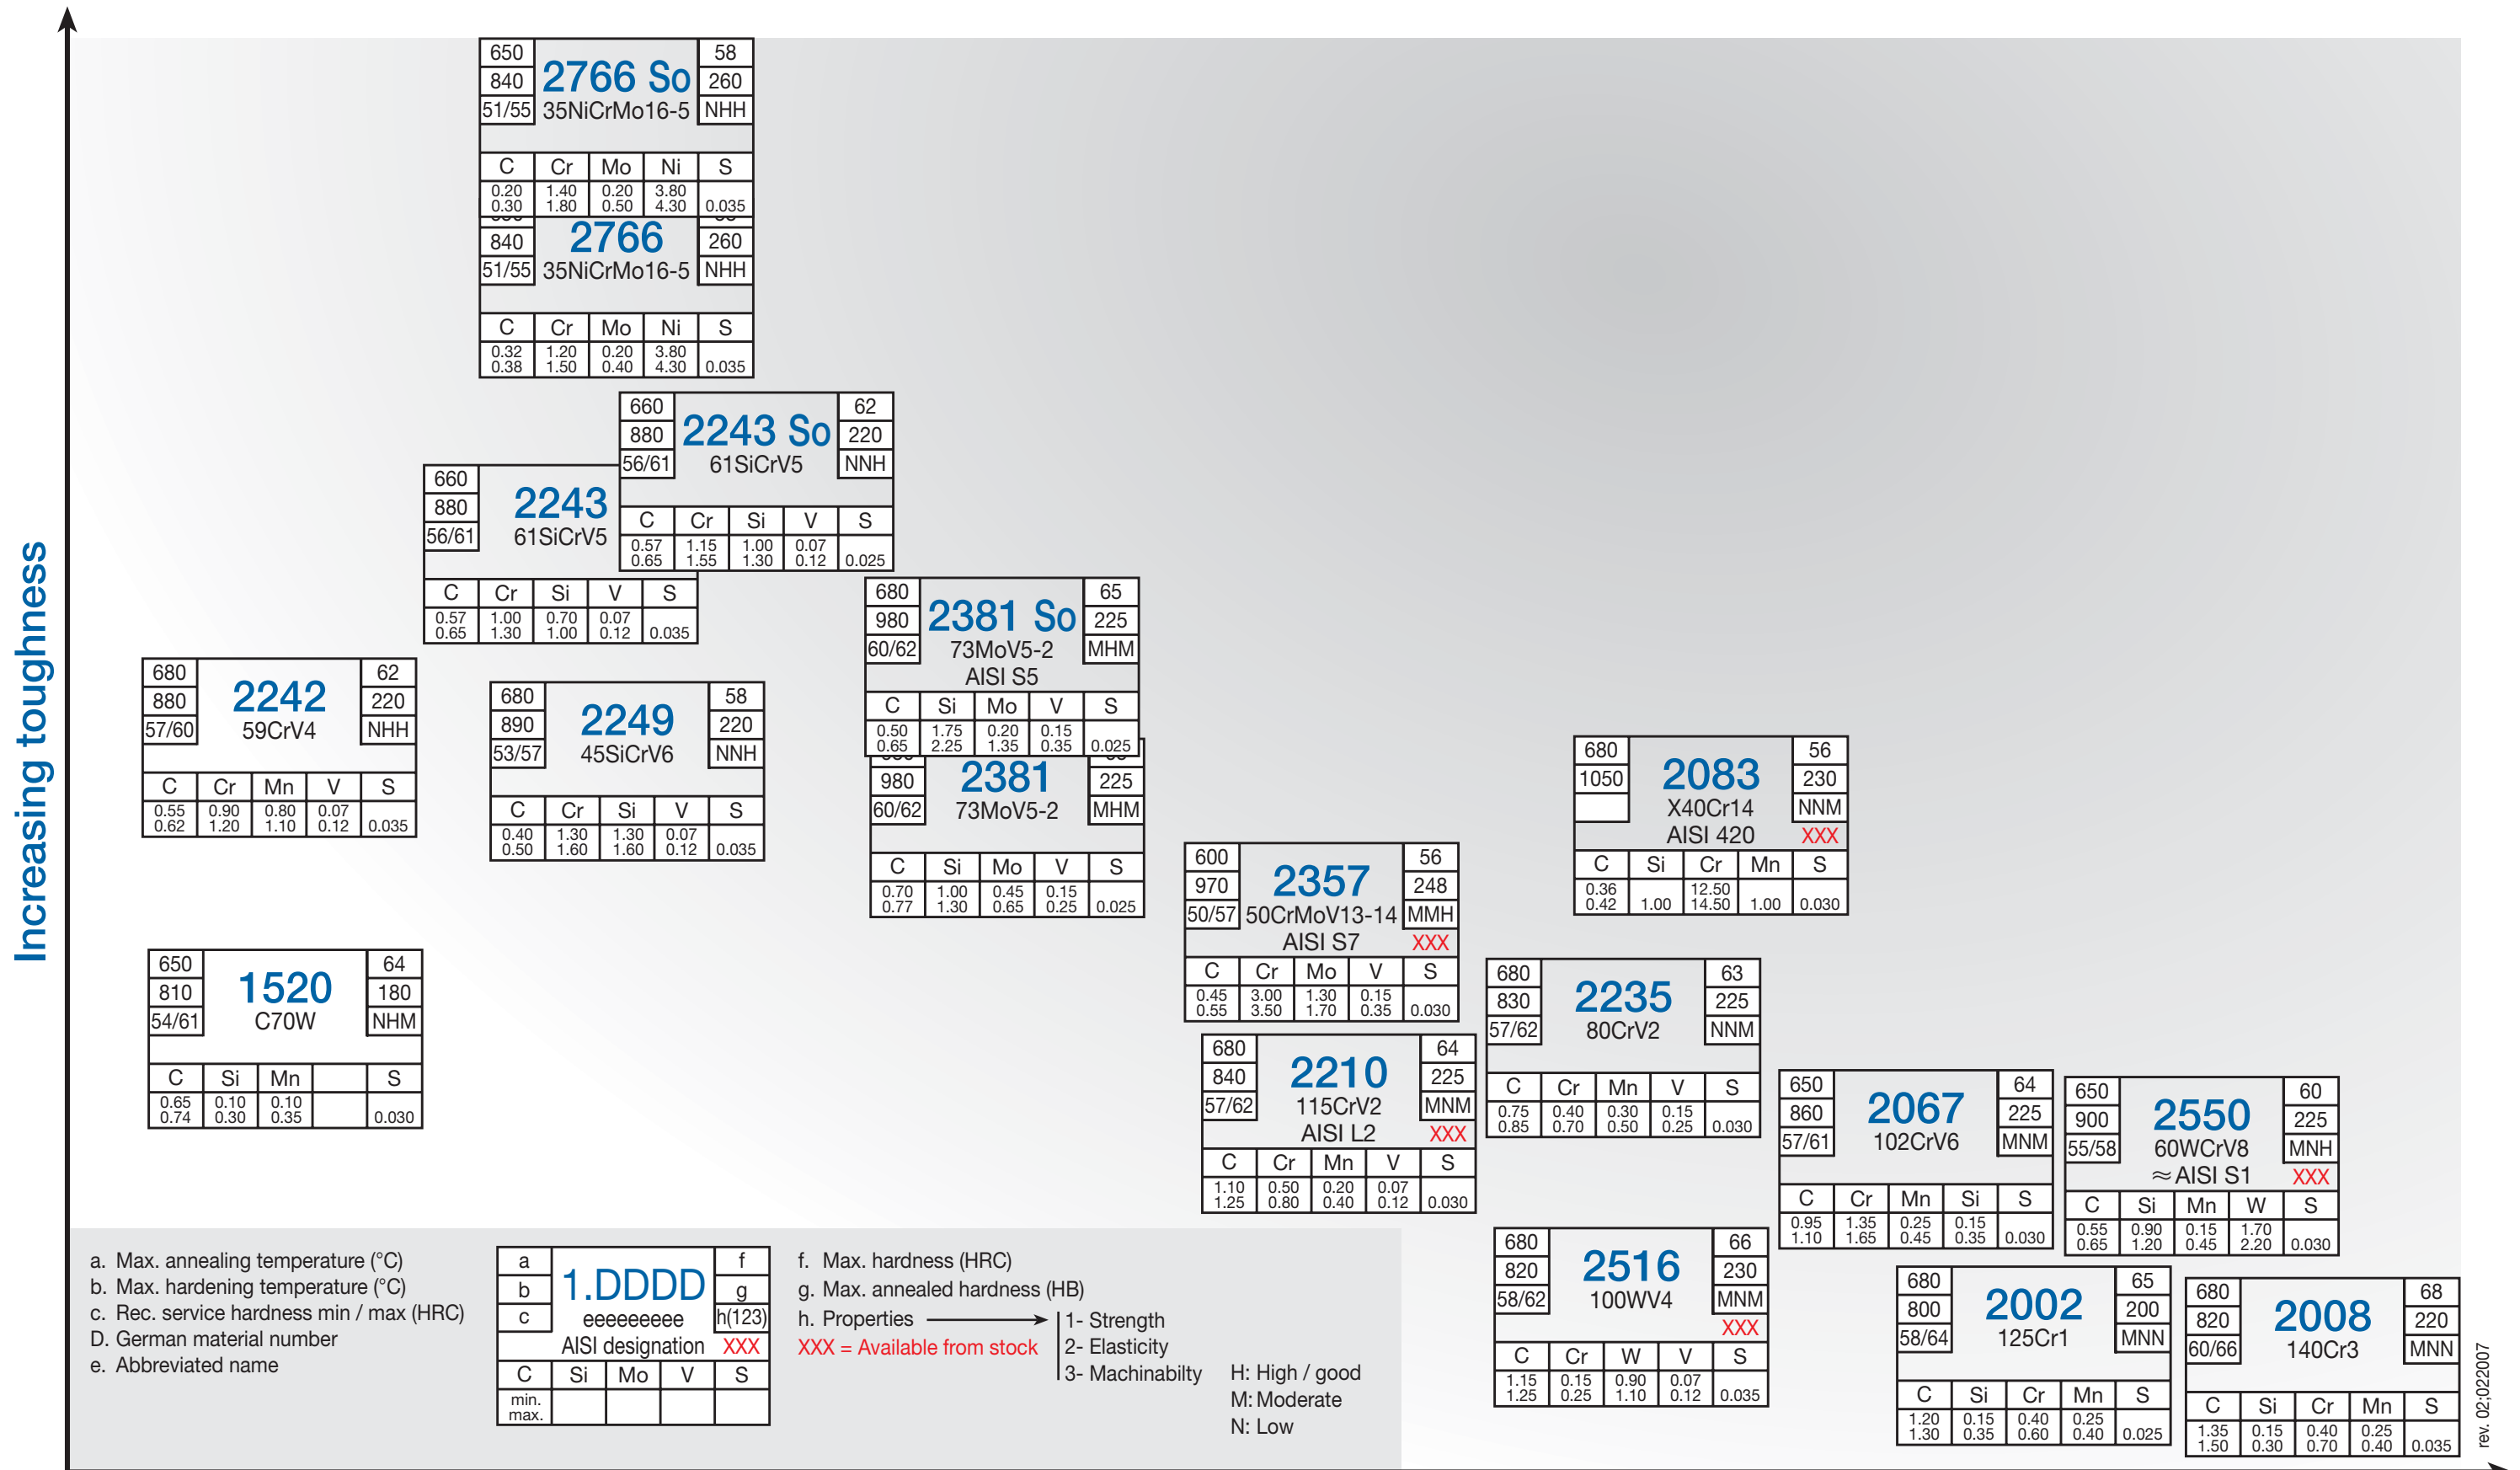 Increasing toughness
650
840
51/55
2766 So
35NiCrMo16-5
58
260
NHH
C Cr Mo Ni S
0.20 1.40 0.20 3.80
0.30 1.80 0.50 4.30 0.035
840
51/55
2766
35NiCrMo16-5
260
NHH
C Cr Mo Ni S
0.32 1.20 0.20 3.80
0.38 1.50 0.40 4.30 0.035
660
880
56/61
2243 So
61SiCrV5
62
220
NNH
C Cr Si V S
0.57 1.15 1.00 0.07
0.65 1.55 1.30 0.12 0.025
660
880
56/61
2243
61SiCrV5
C Cr Si V S
0.57 1.00 0.70 0.07
0.65 1.30 1.00 0.12 0.035
680
980
60/62
2381 So
73MoV5-2
AISI S5
65
225
MHM
C Si Mo V S
0.50 1.75 0.20 0.15
0.65 2.25 1.35 0.35 0.025
980
60/62
2381
73MoV5-2
225
MHM
C Si Mo V S
0.70 1.00 0.45 0.15
0.77 1.30 0.65 0.25 0.025
680
880
57/60
2242
59CrV4
62
220
NHH
C Cr Mn V S
0.55 0.90 0.80 0.07
0.62 1.20 1.10 0.12 0.035
680
890
53/57
2249
45SiCrV6
58
220
NNH
C Cr Si V S
0.40 1.30 1.30 0.07
0.50 1.60 1.60 0.12 0.035
680
1050
2083
X40Cr14
AISI 420
56
230
NNM
XXX
C Si Cr Mn S
0.36 12.50
0.42 1.00 14.50 1.00 0.030
600
970
50/57
2357
50CrMoV13-14
AISI S7
56
248
MMH
XXX
C Cr Mo V S
0.45 3.00 1.30 0.15
0.55 3.50 1.70 0.35 0.030
650
810
54/61
1520
C70W
64
180
NHM
C Si Mn S
0.65 0.10 0.10
0.74 0.30 0.35 0.030
680
830
57/62
2235
80CrV2
63
225
NNM
C Cr Mn V S
0.75 0.40 0.30 0.15
0.85 0.70 0.50 0.25 0.030
680
840
57/62
2210
115CrV2
AISI L2
64
225
MNM
XXX
C Cr Mn V S
1.10 0.50 0.20 0.07
1.25 0.80 0.40 0.12 0.030
650
860
57/61
2067
102CrV6
64
225
MNM
C Cr Mn Si S
0.95 1.35 0.25 0.15
1.10 1.65 0.45 0.35 0.030
650
900
55/58
2550
60WCrV8
≈AISI S1
60
225
MNH
XXX
C Si Mn W S
0.55 0.90 0.15 1.70
0.65 1.20 0.45 2.20 0.030
680
820
58/62
2516
100WV4
66
230
MNM
XXX
C Cr W V S
1.15 0.15 0.90 0.07
1.25 0.25 1.10 0.12 0.035
680
800
58/64
2002
125Cr1
65
200
MNN
C Si Cr Mn S
1.20 0.15 0.40 0.25
1.30 0.35 0.60 0.40 0.025
680
820
60/66
2008
140Cr3
68
220
MNN
C Si Cr Mn S
1.35 0.15 0.40 0.25
1.50 0.30 0.70 0.40 0.035
a. Max. annealing temperature (°C)
b. Max. hardening temperature (°C)
c. Rec. service hardness min / max (HRC)
D. German material number
e. Abbreviated name
a
b
c
1.DDDD
eeeeeeeee
AISI designation
f
g
h(123)
XXX
C Si Mo V S
min.
max.
f. Max. hardness (HRC)
g. Max. annealed hardness (HB)
h. Properties
XXX = Available from stock
1- Strength
2- Elasticity
3- Machinabilty
H: High / good
M: Moderate
N: Low
rev. 02;022007